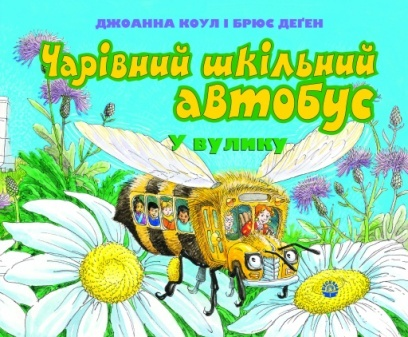 ДЖОАННА КОУЛ І БРЮС ДЕҐЕН
ЧАРІВНИЙ ШКІЛЬНИЙ
АВТОБУС
У ВУЛИКУ